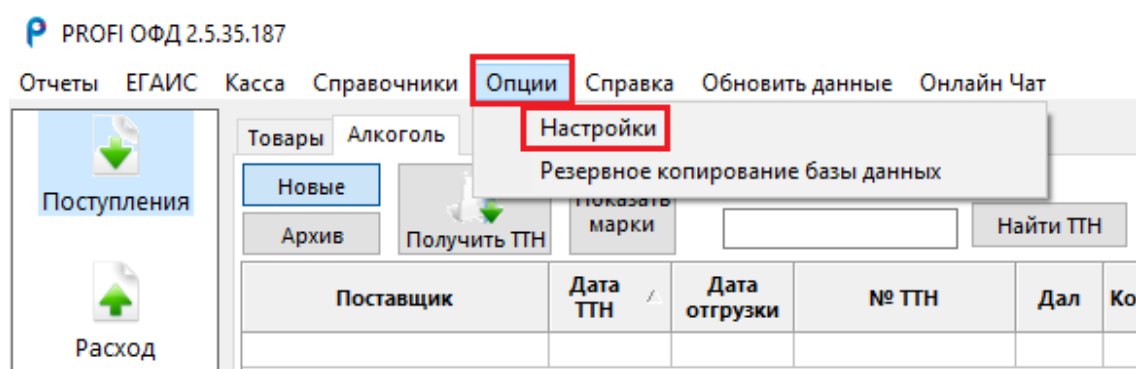 PROFI ОФД 2.5.35.187
Отчеты ЕГАИС Касса Справочники Опции Справка Обновить данные Онлайн Чат
Настройки
Резервное копирование базы данных
Товары Алкоголь
Поступления
Новые
Архив
Получить ТТН
Показать
марки
Найти ТТН
Поставщик
Дата
ТТН
Дата
отгрузки
№ ТТН
Дал
Ко
Расход